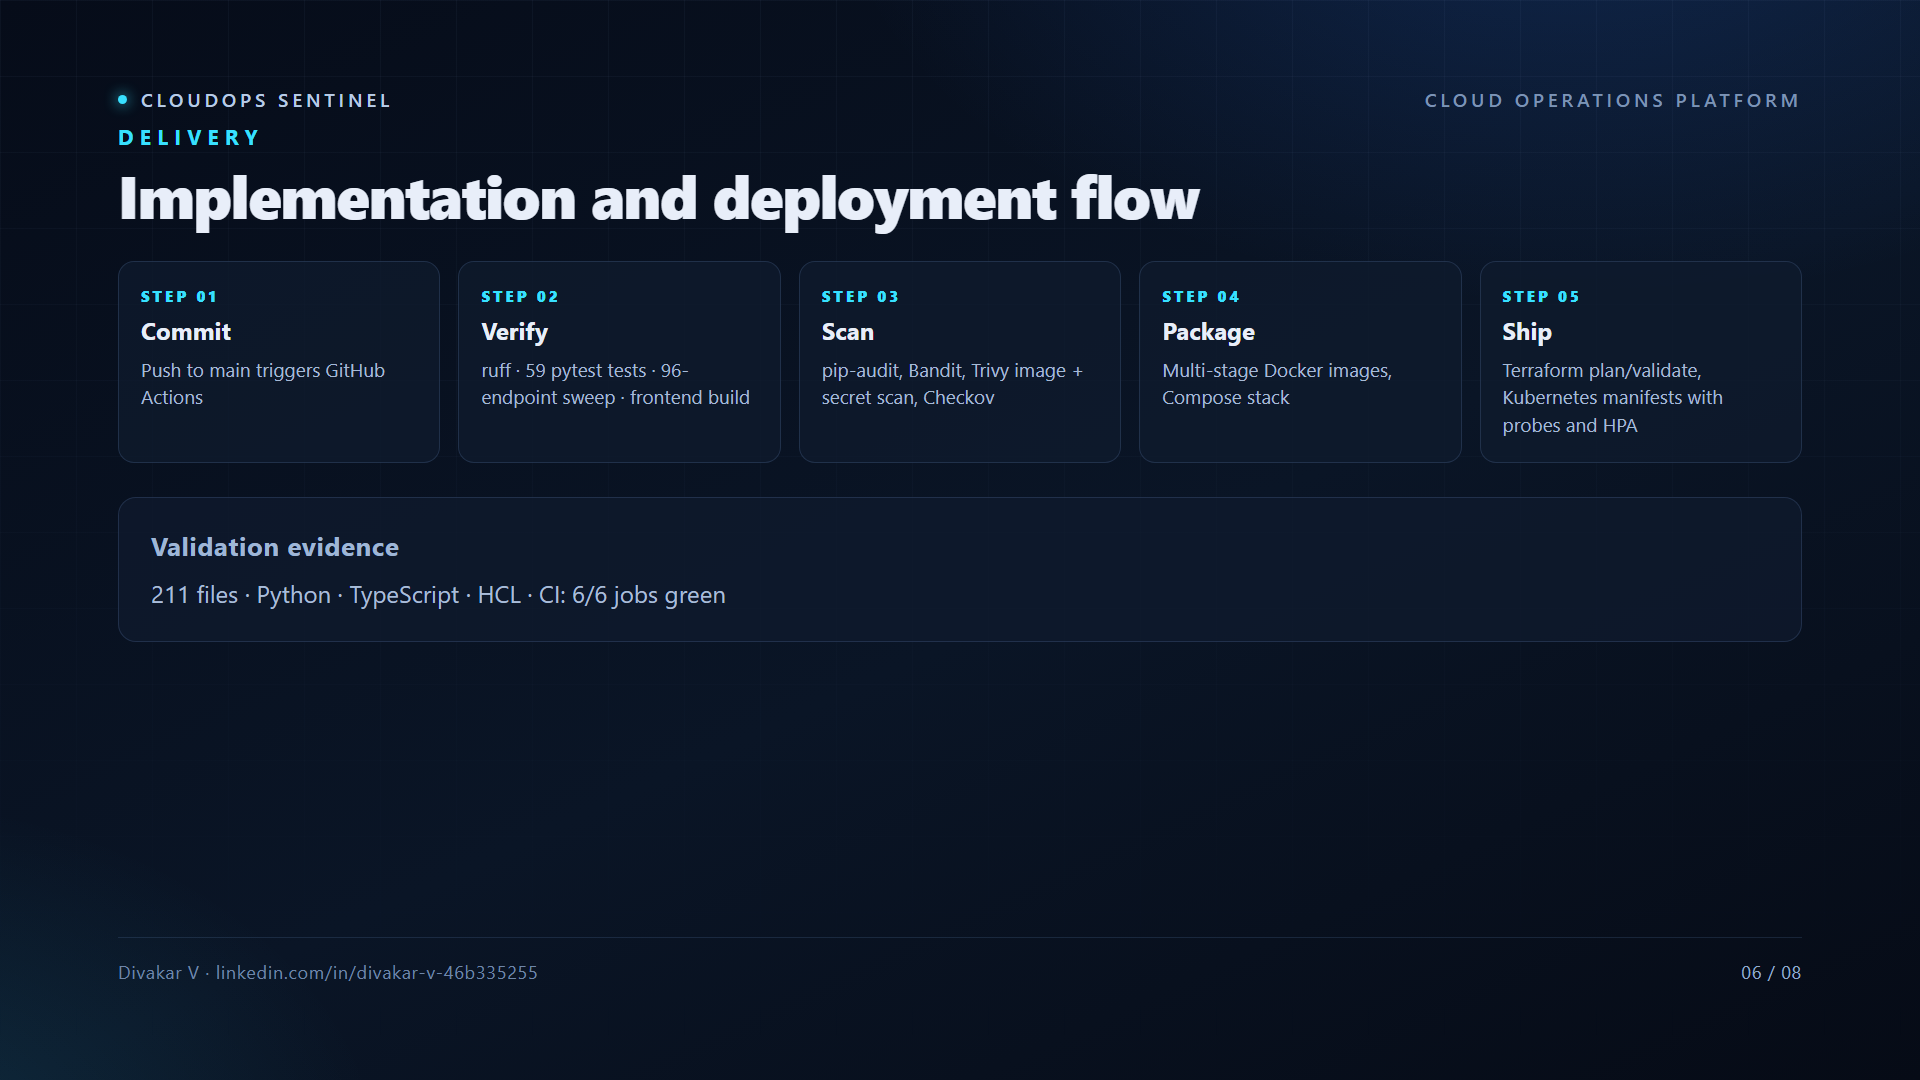 CLOUDOPS SENTINEL
CLOUD OPERATIONS PLATFORM
DELIVERY
Implementation and deployment flow
STEP 01
Commit
Push to main triggers GitHub
Actions
STEP 02
Verify
ruff · 59 pytest tests · 96-
endpoint sweep · frontend build
STEP 03
Scan
pip-audit, Bandit, Trivy image +
secret scan, Checkov
STEP 04
Package
Multi-stage Docker images,
Compose stack
STEP 05
Ship
Terraform plan/validate,
Kubernetes manifests with
probes and HPA
Validation evidence
211 files · Python · TypeScript · HCL · CI: 6/6 jobs green
Divakar V · linkedin.com/in/divakar-v-46b335255
06 / 08